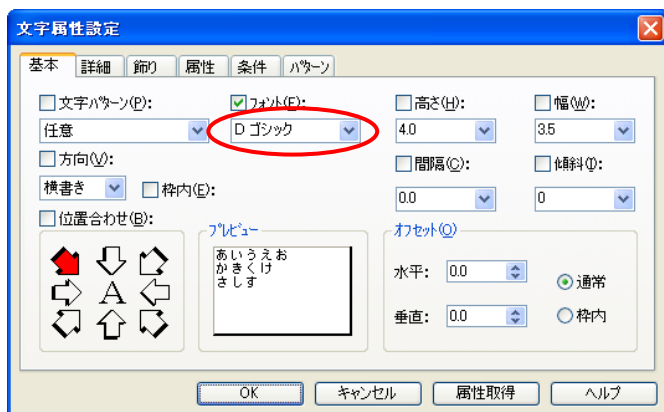 文字属性設定
基本 詳細 飾り 属性 条件 パターン
文字パターン(P): フォント(F): 高さ(H): 幅(W):
任意 D ゴシック 4.0 3.5
方向(V): 間隔(C): 傾斜(I):
横書き 枠内(E): 0.0 0
位置合わせ(B):
プレビュー オフセット(O)
あいうえお
かきくけ
さしす
水平: 0.0 通常
A
垂直: 0.0 枠内
OK キャンセル 属性取得 ヘルプ